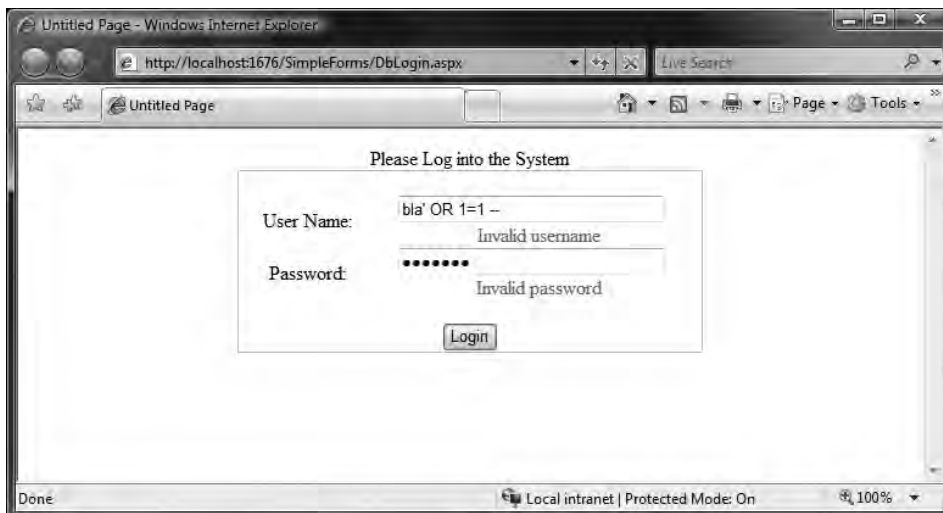 Untitled Page - Windows Internet Explorer
http://localhost:1676/SimpleForms/DbLogin.aspx
Live Search
Untitled Page
Page
Tools
Please Log into the System
User Name:
bla' OR 1=1 --
Invalid username
Password:
•••••••
Invalid password
Login
Done
Local intranet | Protected Mode: On
100%